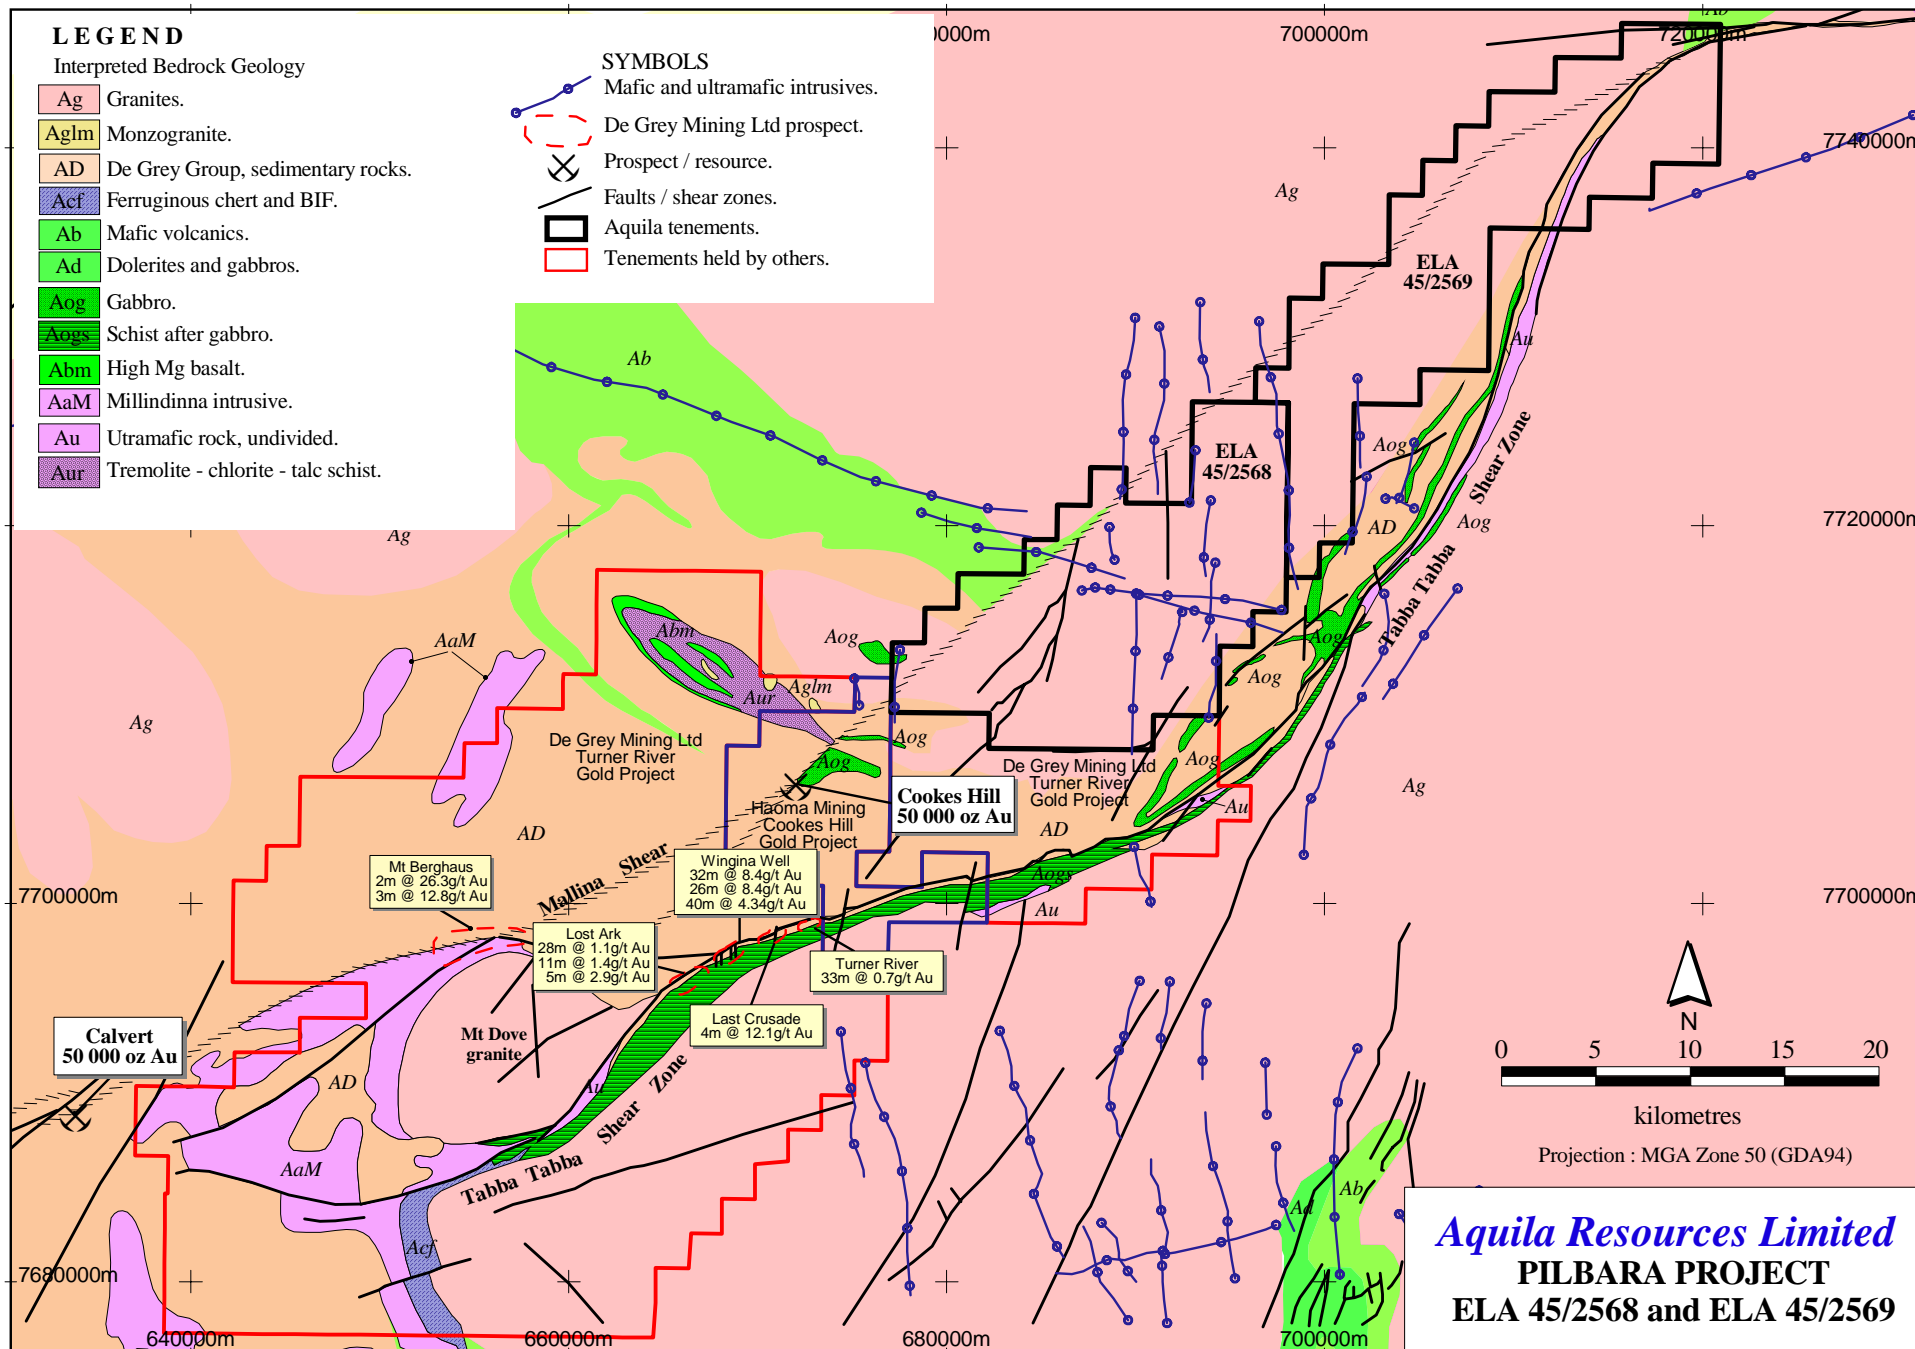 LEGEND
Interpreted Bedrock Geology
Ag Granites.
Aglm Monzogranite.
AD De Grey Group, sedimentary rocks.
Acf Ferruginous chert and BIF.
Ab Mafic volcanics.
Ad Dolerites and gabbros.
Aog Gabbro.
Aogs Schist after gabbro.
Abm High Mg basalt.
AaM Millindinna intrusive.
Au Utramafic rock, undivided.
Aur Tremolite - chlorite - talc schist.
SYMBOLS
Mafic and ultramafic intrusives.
De Grey Mining Ltd prospect.
Prospect / resource.
Faults / shear zones.
Aquila tenements.
Tenements held by others.
0000m
700000m
720000m
Ab
7740000m
Ag
ELA
45/2569
Au
Ab
Aog
ELA
45/2568
Shear Zone
Aog
AD
7720000m
Ag
Tabba Tabba
AaM
Abm
Aog
Aog
Aglm
Aur
Aog
Ag
Aog
De Grey Mining Ltd
Turner River
Gold Project
Aog
Aog
De Grey Mining Ltd
Turner River
Gold Project
Ag
Cookes Hill
50 000 oz Au
Au
Haoma Mining
Cookes Hill
Gold Project
AD
AD
Mallina Shear
Mt Berghaus
2m @ 26.3g/t Au
3m @ 12.8g/t Au
Wingina Well
32m @ 8.4g/t Au
26m @ 8.4g/t Au
40m @ 4.34g/t Au
Aogs
Au
7700000m
7700000m
Lost Ark
28m @ 1.1g/t Au
11m @ 1.4g/t Au
5m @ 2.9g/t Au
Turner River
33m @ 0.7g/t Au
Last Crusade
4m @ 12.1g/t Au
Calvert
50 000 oz Au
Mt Dove
granite
N
0 5 10 15 20
kilometres
Projection : MGA Zone 50 (GDA94)
AD
Au
Tabba Tabba Shear Zone
AaM
Acf
Ab
Ad
7680000m
640000m
660000m
680000m
700000m
Aquila Resources Limited
PILBARA PROJECT
ELA 45/2568 and ELA 45/2569